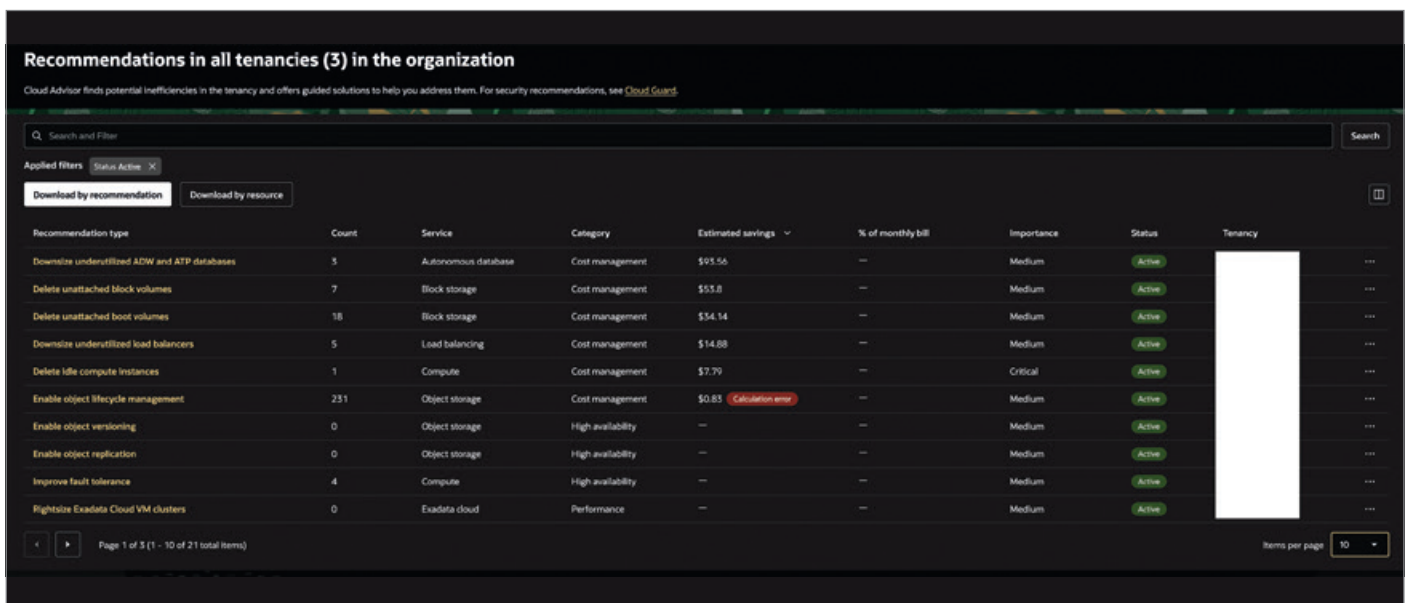 Recommendations in all tenancies (3) in the organization
Cloud Advisor finds potential inefficiencies in the tenancy and offers guided solutions to help you address them. For security recommendations, see Cloud Guard.
Search and Filter Search
Applied filters Status Active ×
Download by recommendation Download by resource
Recommendation type Count Service Category Estimated savings % of monthly bill Importance Status Tenancy
Downsize underutilized ADW and ATP databases 3 Autonomous database Cost management $93.56 — Medium Active ...
Delete unattached block volumes 7 Block storage Cost management $53.8 — Medium Active ...
Delete unattached boot volumes 18 Block storage Cost management $34.14 — Medium Active ...
Downsize underutilized load balancers 5 Load balancing Cost management $14.88 — Medium Active ...
Delete idle compute instances 1 Compute Cost management $7.79 — Critical Active ...
Enable object lifecycle management 231 Object storage Cost management $0.83 Calculation error — Medium Active ...
Enable object versioning 0 Object storage High availability — — Medium Active ...
Enable object replication 0 Object storage High availability — — Medium Active ...
Improve fault tolerance 4 Compute High availability — — Medium Active ...
Rightsize Exadata Cloud VM clusters 0 Exadata cloud Performance — — Medium Active ...
Page 1 of 3 (1 - 10 of 21 total items) Items per page 10